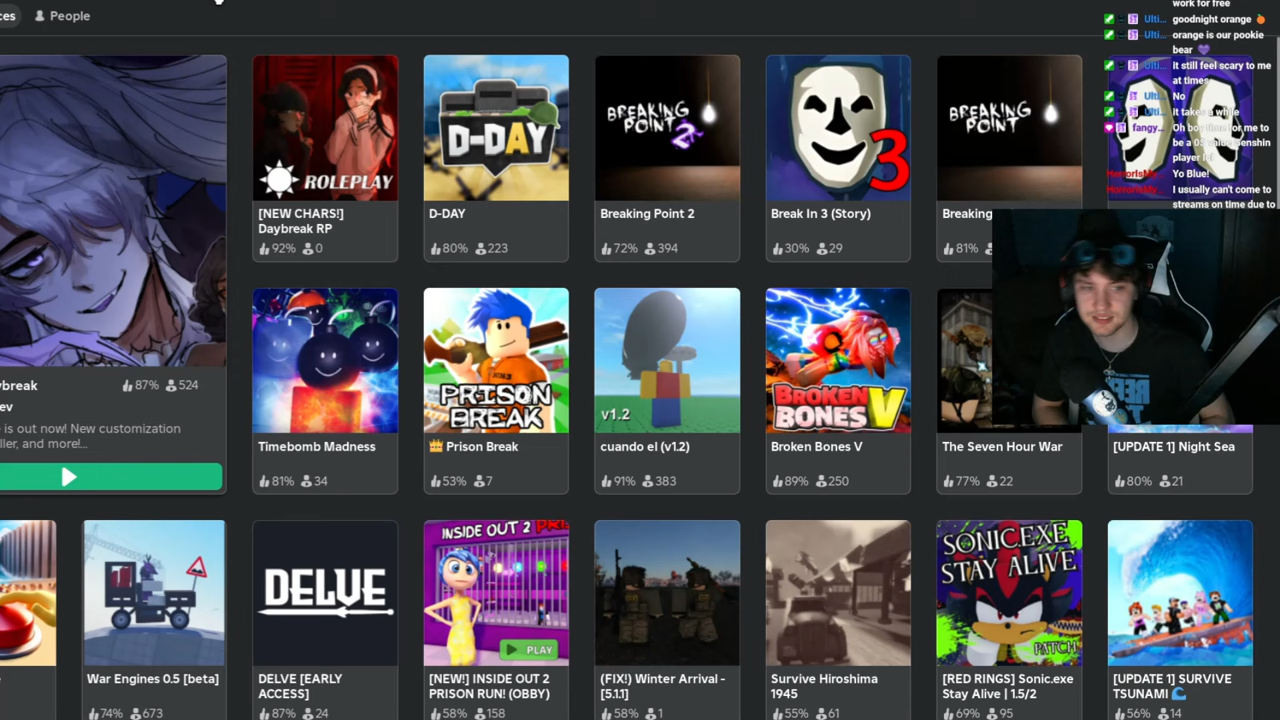 ces
People
work for free
Ulti... goodnight orange
Ulti... orange is our pookie
bear
Ulti... It still feel scary to me
at times
Ulti... No
Ulti... it takes a while
fangy...
to be a
player
Yo Blue!
I usually can't come to
streams on time due to
ROLEPLAY
D-DAY
BREAKING
POINT 2
3
BREAKING
POINT
[NEW CHARS!]
Daybreak RP
92% 0
D-DAY
80% 223
Breaking Point 2
72% 394
Break In 3 (Story)
30% 29
Breaking
81%
ybreak
87% 524
ev
e is out now! New customization
ller, and more!...
PRISON
BREAK
v1.2
BROKEN
BONES V
Timebomb Madness
81% 34
Prison Break
53% 7
cuando el (v1.2)
91% 383
Broken Bones V
89% 250
The Seven Hour War
77% 22
[UPDATE 1] Night Sea
80% 21
DELVE
INSIDE OUT 2
PLAY
SONIC.EXE
STAY ALIVE
PATCH
War Engines 0.5 [beta]
74% 673
DELVE [EARLY
ACCESS]
87% 24
[NEW!] INSIDE OUT 2
PRISON RUN! (OBBY)
58% 158
(FIX!) Winter Arrival -
[5.1.1]
58% 1
Survive Hiroshima
1945
55% 61
[RED RINGS] Sonic.exe
Stay Alive | 1.5/2
69% 95
[UPDATE 1] SURVIVE
TSUNAMI
56% 14